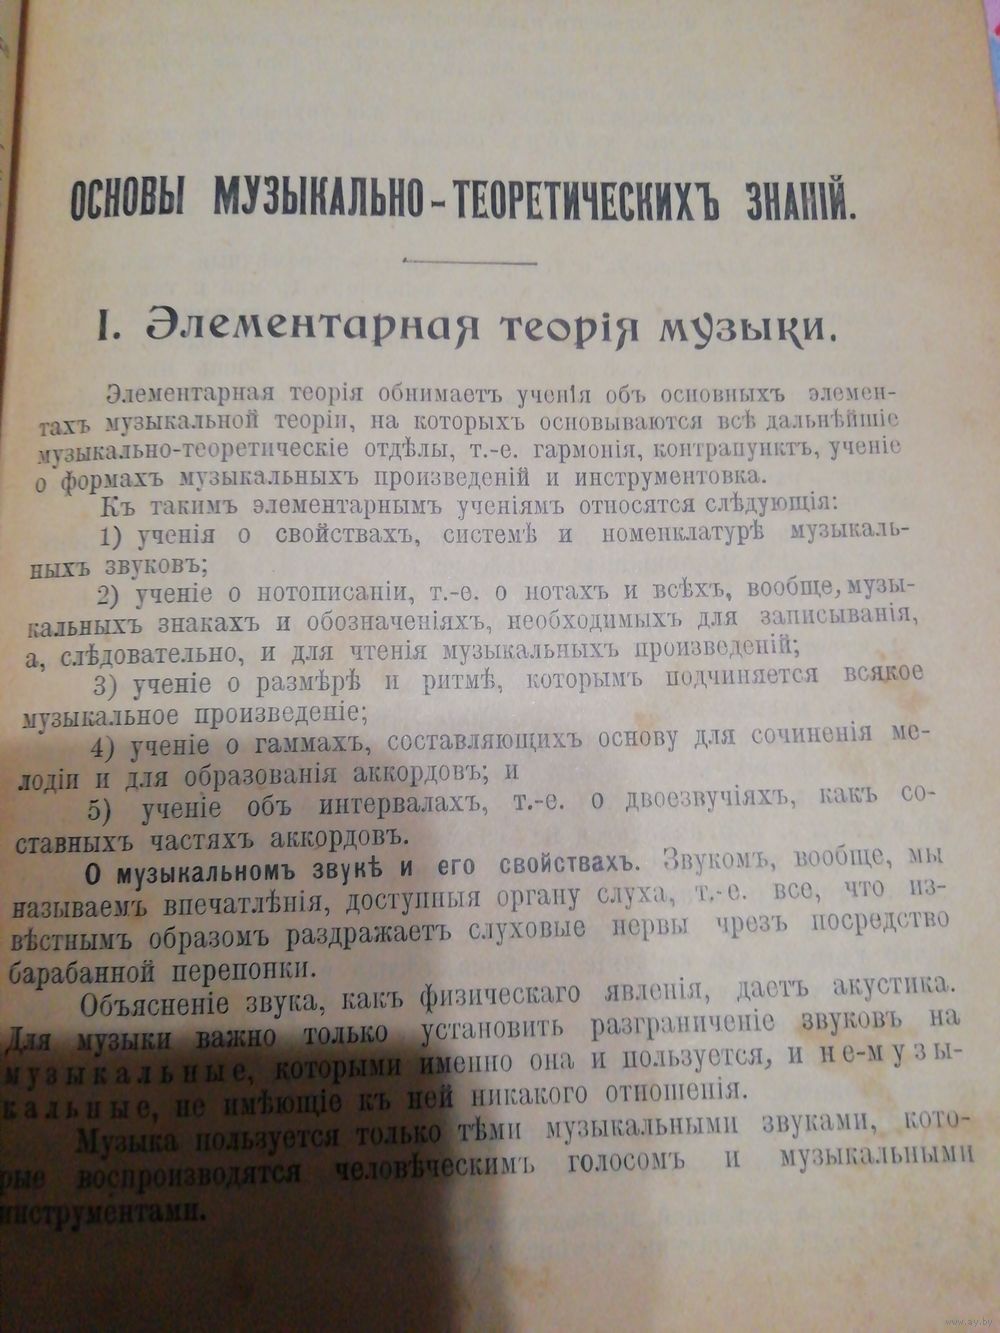 ОСНОВЫ МУЗЫКАЛЬНО-ТЕОРЕТИЧЕСКИХЪ ЗНАНІЙ.
I. Элементарная теорія музыки.
Элементарная теорія обнимаетъ ученія объ основныхъ элемен-
тахъ музыкальной теоріи, на которыхъ основываются всѣ дальнѣйшіе
музыкально-теоретическіе отдѣлы, т.-е. гармонія, контрапунктъ, ученіе
о формахъ музыкальныхъ произведеній и инструментовка.
Къ такимъ элементарнымъ ученіямъ относятся слѣдующія:
1) ученія о свойствахъ, системѣ и номенклатурѣ музыкаль-
ныхъ звуковъ;
2) ученіе о нотописаніи, т.-е. о нотахъ и всѣхъ, вообще, музы-
кальныхъ знакахъ и обозначеніяхъ, необходимыхъ для записыванія,
а, слѣдовательно, и для чтенія музыкальныхъ произведеній;
3) ученіе о размѣрѣ и ритмѣ, которымъ подчиняется всякое
музыкальное произведеніе;
4) ученіе о гаммахъ, составляющихъ основу для сочиненія ме-
лодіи и для образованія аккордовъ; и
5) ученіе объ интервалахъ, т.-е. о двоезвучіяхъ, какъ со-
ставныхъ частяхъ аккордовъ.
О музыкальномъ звукѣ и его свойствахъ. Звукомъ, вообще, мы
называемъ впечатлѣнія, доступныя органу слуха, т.-е. все, что из-
вѣстнымъ образомъ раздражаетъ слуховые нервы чрезъ посредство
барабанной перепонки.
Объясненіе звука, какъ физическаго явленія, даетъ акустика.
Для музыки важно только установить разграниченіе звуковъ на
музыкальные, которыми именно она и пользуется, и не-музы-
кальные, не имѣющіе къ ней никакого отношенія.
Музыка пользуется только тѣми музыкальными звуками, кото-
рые воспроизводятся человѣческимъ голосомъ и музыкальными
инструментами.
www.ay.by